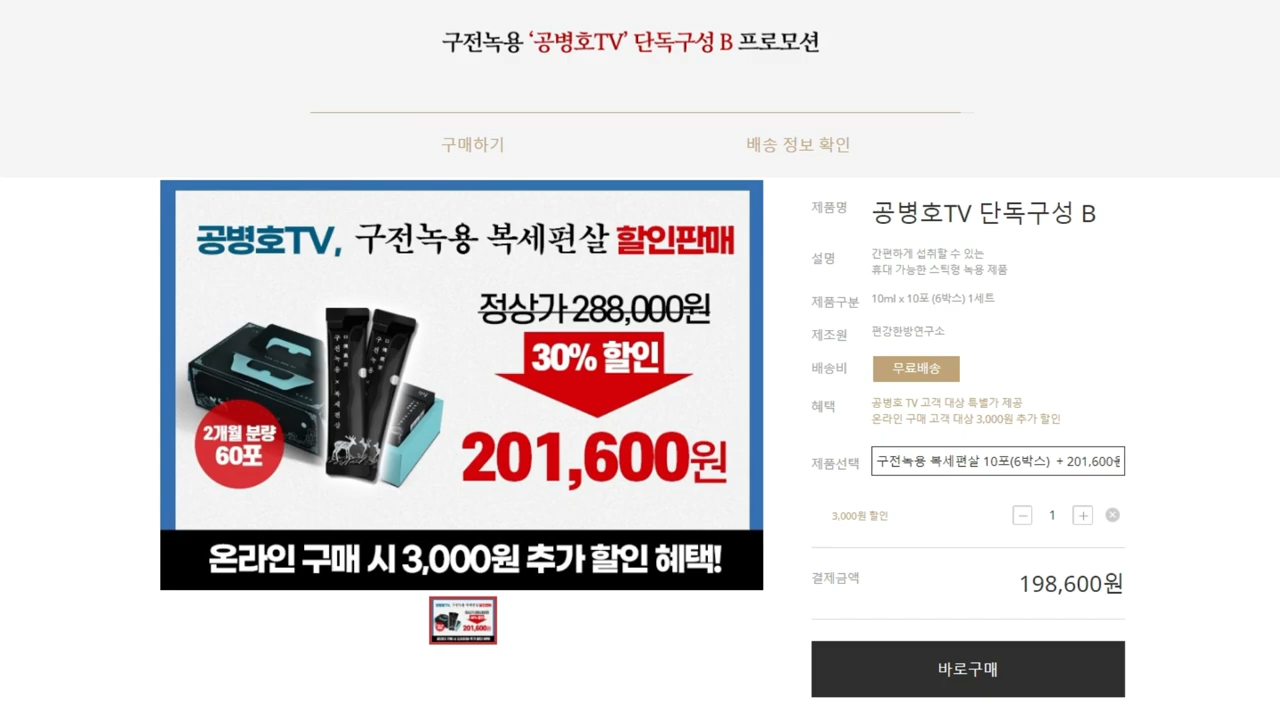 구전녹용 ‘공병호TV’ 단독구성 B 프로모션
구매하기
배송 정보 확인
공병호TV, 구전녹용 복세편살 할인판매
정상가 288,000원
30% 할인
201,600원
2개월 분량
60포
구전녹용 × 복세편살
온라인 구매 시 3,000원 추가 할인 혜택!
제품명
공병호TV 단독구성 B
설명
간편하게 섭취할 수 있는
휴대 가능한 스틱형 녹용 제품
제품구분
10ml x 10포 (6박스) 1세트
제조원
편강한방연구소
배송비
무료배송
혜택
공병호 TV 고객 대상 특별가 제공
온라인 구매 고객 대상 3,000원 추가 할인
제품선택
구전녹용 복세편살 10포(6박스) + 201,600
3,000원 할인
1
결제금액
198,600원
바로구매